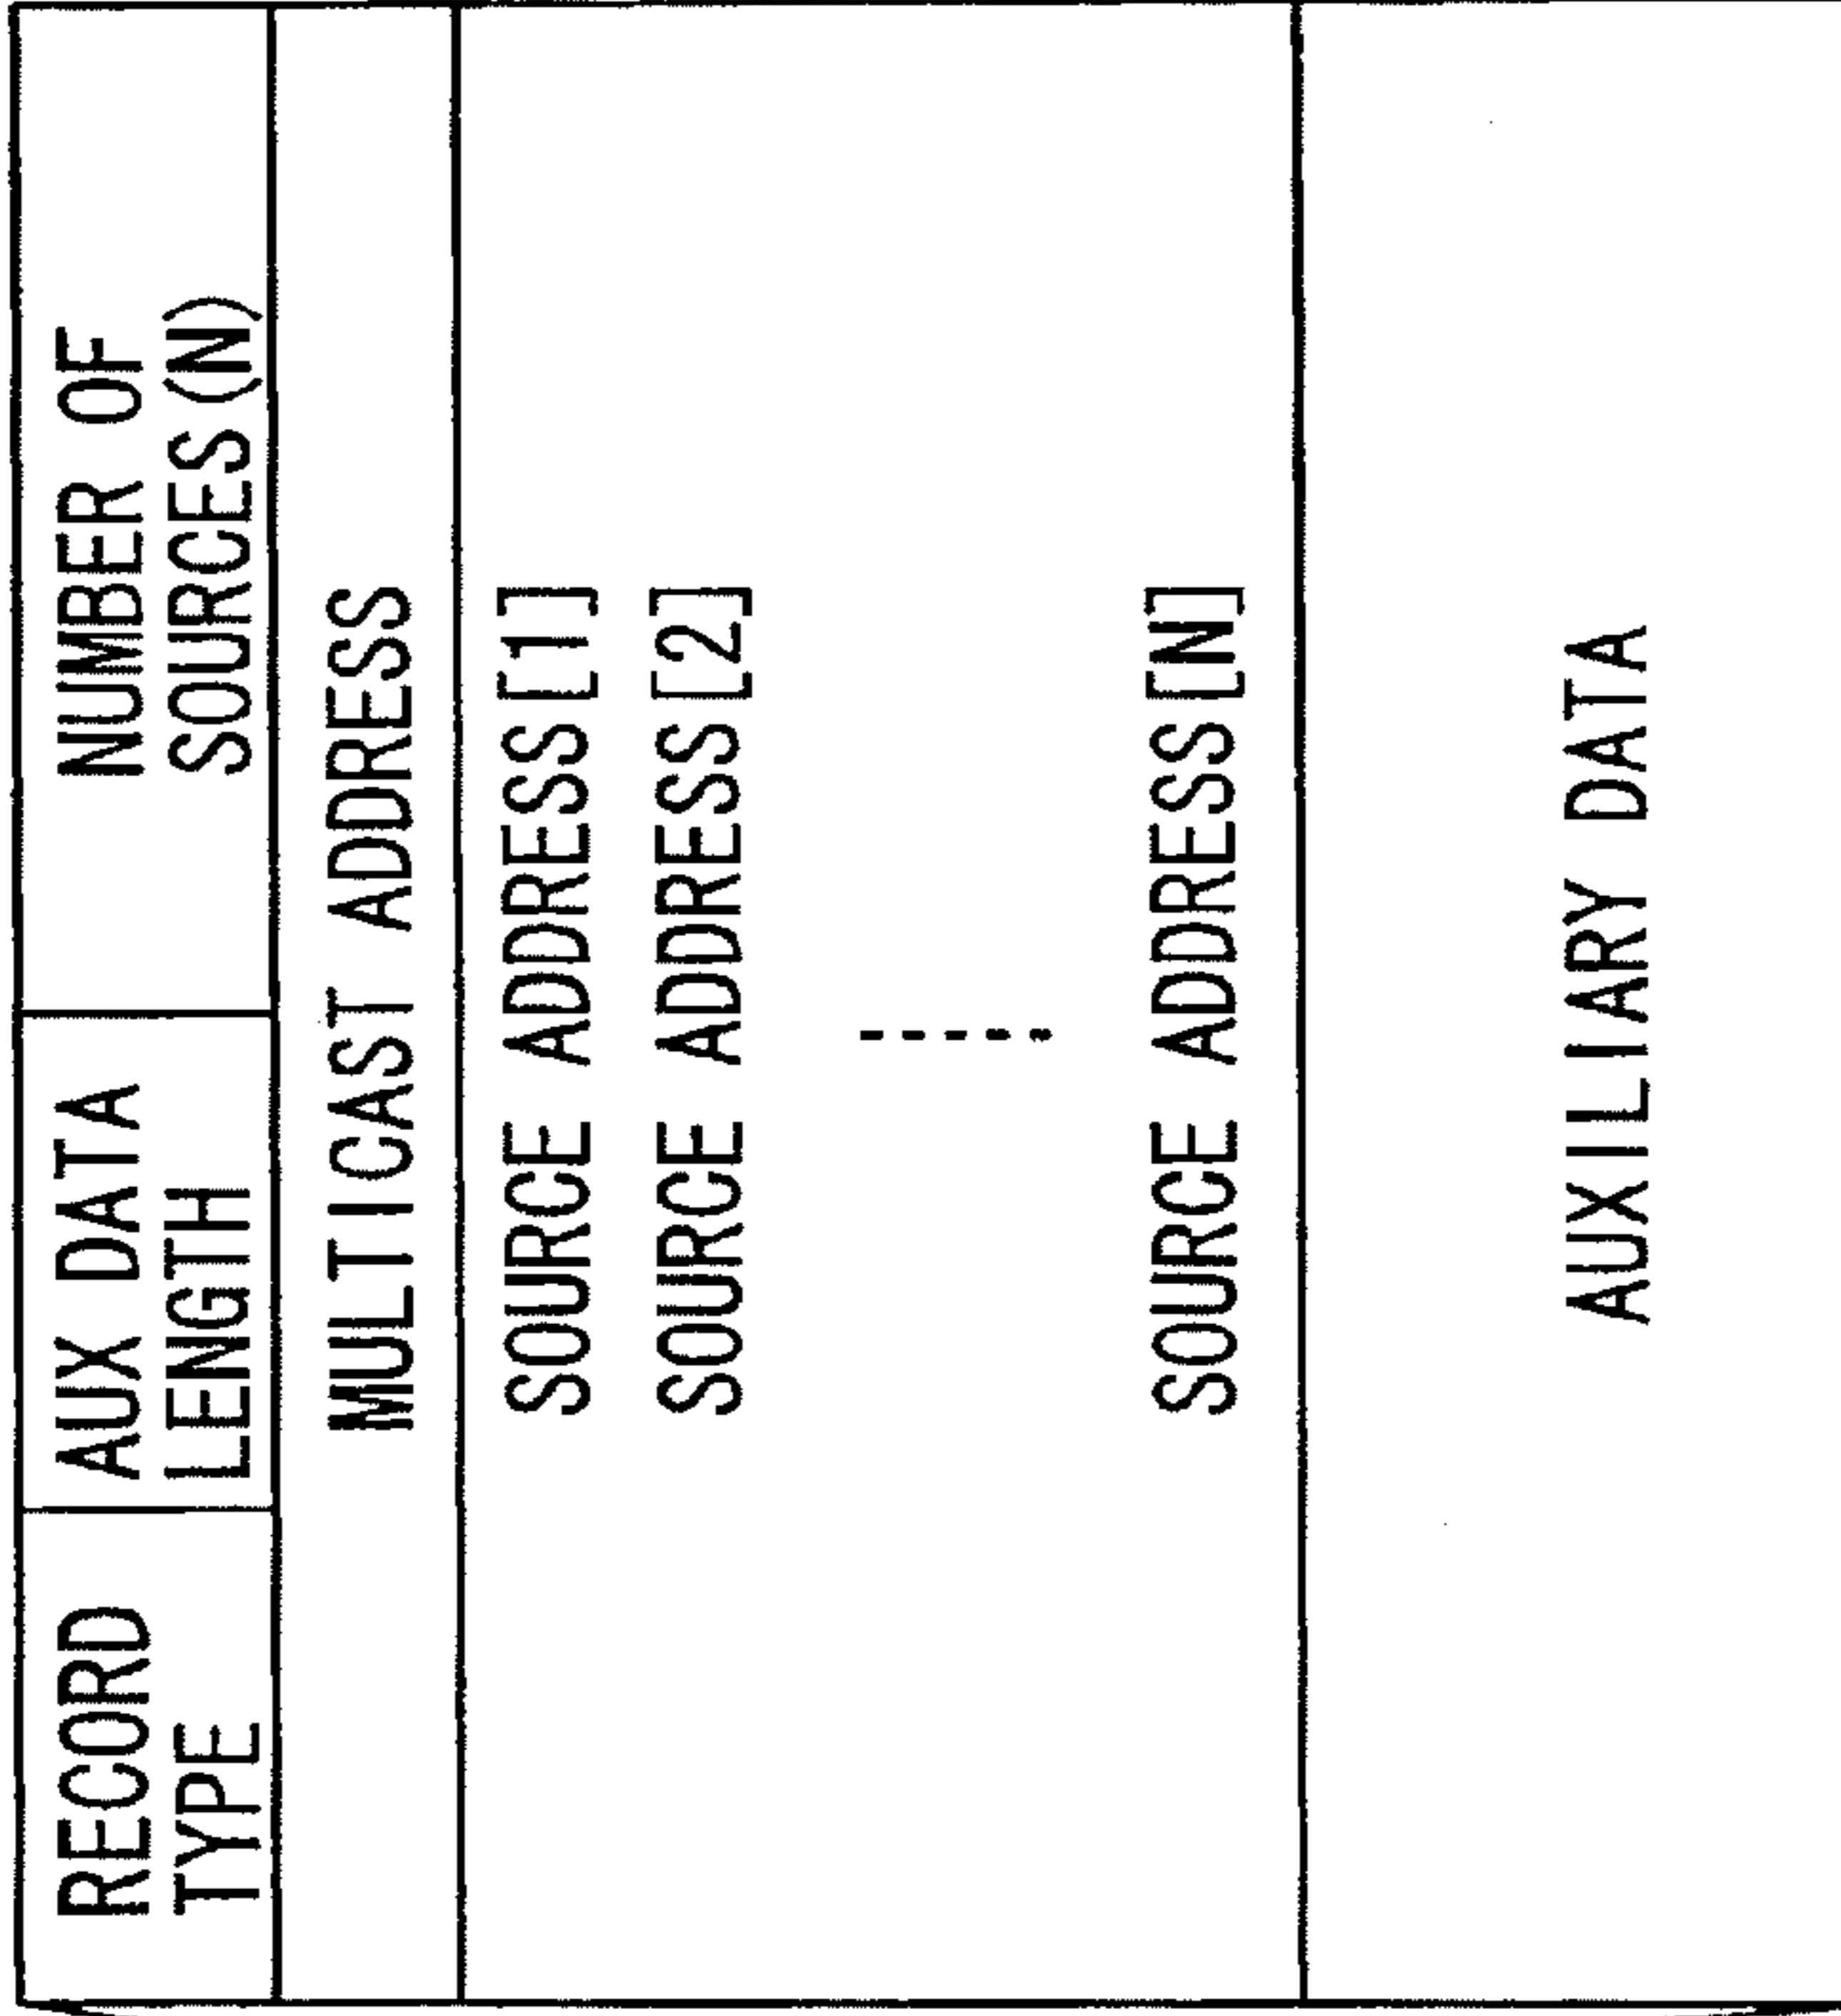 RECORD
TYPE
AUX DATA
LENGTH
NUMBER OF
SOURCES(N)
MULTICAST ADDRESS
SOURCE ADDRESS[1]
SOURCE ADDRESS[2]
SOURCE ADDRESS[N]
AUXILIARY DATA